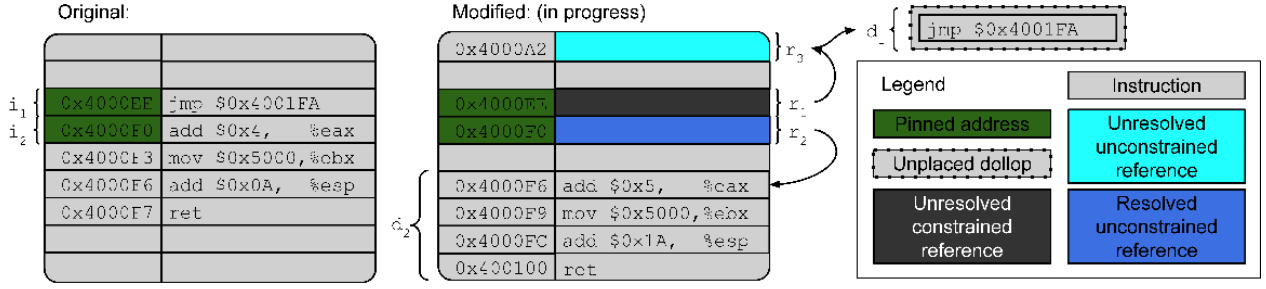 Original:
Modified: (in progress)
0x4000A2
r3
d-
jmp $0x4001FA
i1
0x4000EE jmp $0x4001FA
i2
0x4000F0 add $0x4, %eax
0x4000F3 mov $0x5000,%ebx
0x4000F6 add $0x0A, %esp
0x4000F7 ret
0x4000EE
r1
0x4000F0
r2
d2
0x4000F6 add $0x5, %eax
0x4000F9 mov $0x5000,%ebx
0x4000FC add $0x1A, %esp
0x400100 ret
Legend
Instruction
Pinned address
Unresolved
unconstrained
reference
Unplaced dollop
Unresolved
constrained
reference
Resolved
unconstrained
reference